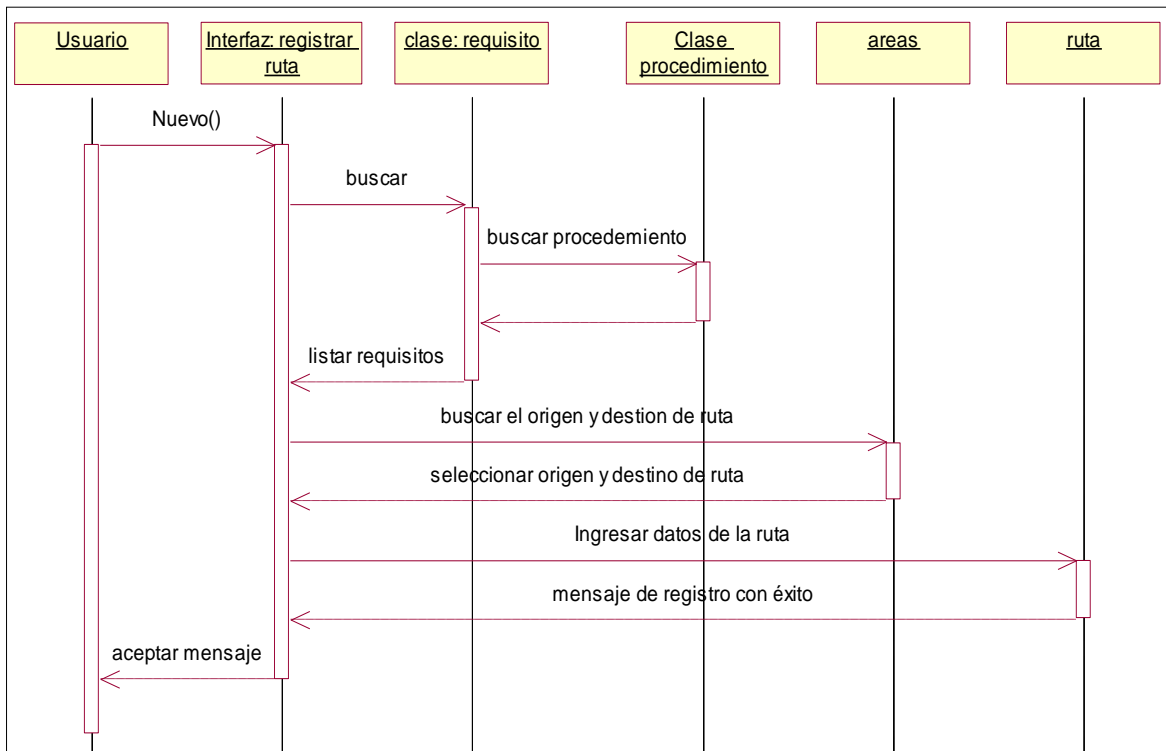 Usuario
Interfaz: registrar
ruta
clase: requisito
Clase
procedimiento
areas
ruta
Nuevo()
buscar
buscar procedemiento
listar requisitos
buscar el origen y destion de ruta
seleccionar origen y destino de ruta
Ingresar datos de la ruta
mensaje de registro con éxito
aceptar mensaje